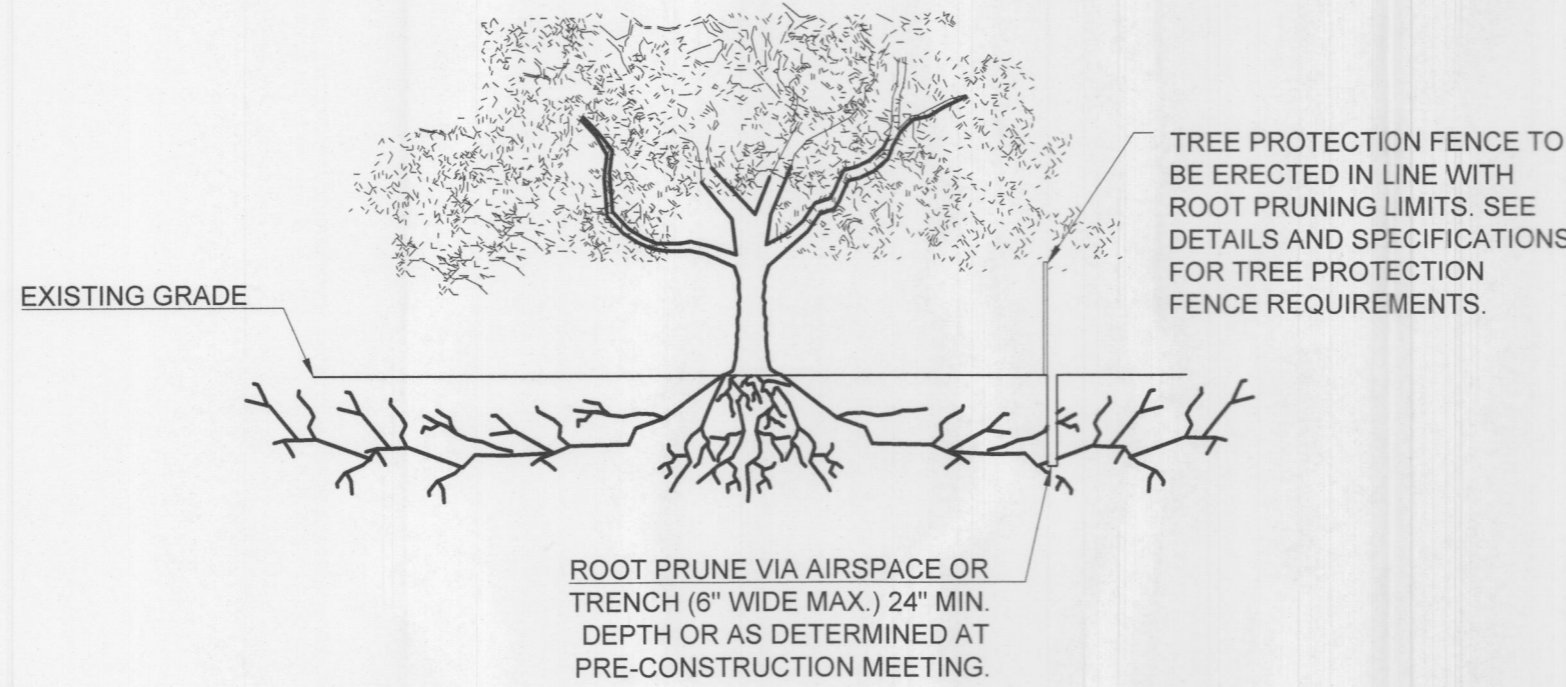 TREE PROTECTION FENCE TO
BE ERECTED IN LINE WITH
ROOT PRUNING LIMITS. SEE
DETAILS AND SPECIFICATIONS
FOR TREE PROTECTION
FENCE REQUIREMENTS.
EXISTING GRADE
ROOT PRUNE VIA AIRSPACE OR
TRENCH (6" WIDE MAX.) 24" MIN.
DEPTH OR AS DETERMINED AT
PRE-CONSTRUCTION MEETING.